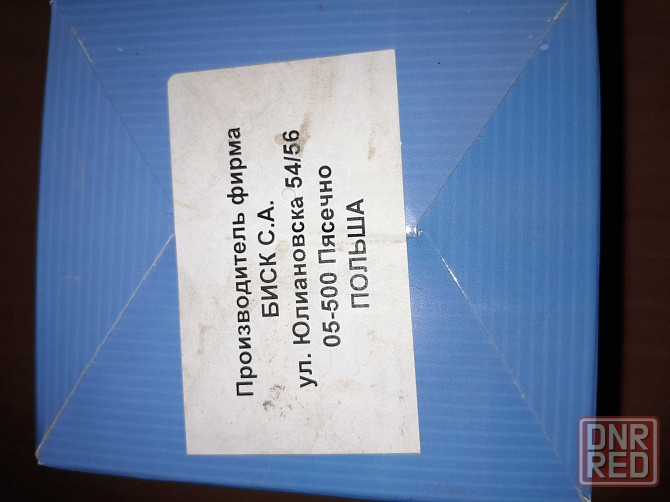 Производитель фирма
БИСК С.А.
ул. Юлиановска 54/56
05-500 Пясечно
ПОЛЬША
DNR
RED